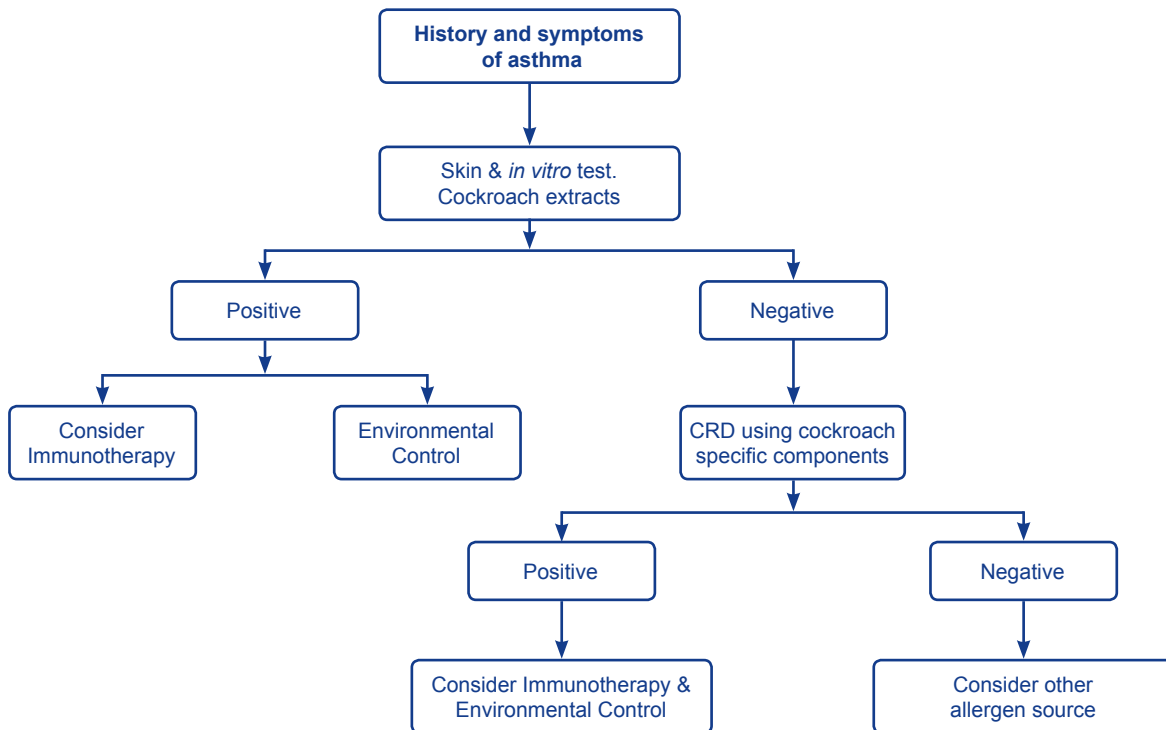 History and symptoms
of asthma
Skin & in vitro test.
Cockroach extracts
Positive
Negative
Consider
Immunotherapy
Environmental
Control
CRD using cockroach
specific components
Positive
Negative
Consider Immunotherapy &
Environmental Control
Consider other
allergen source